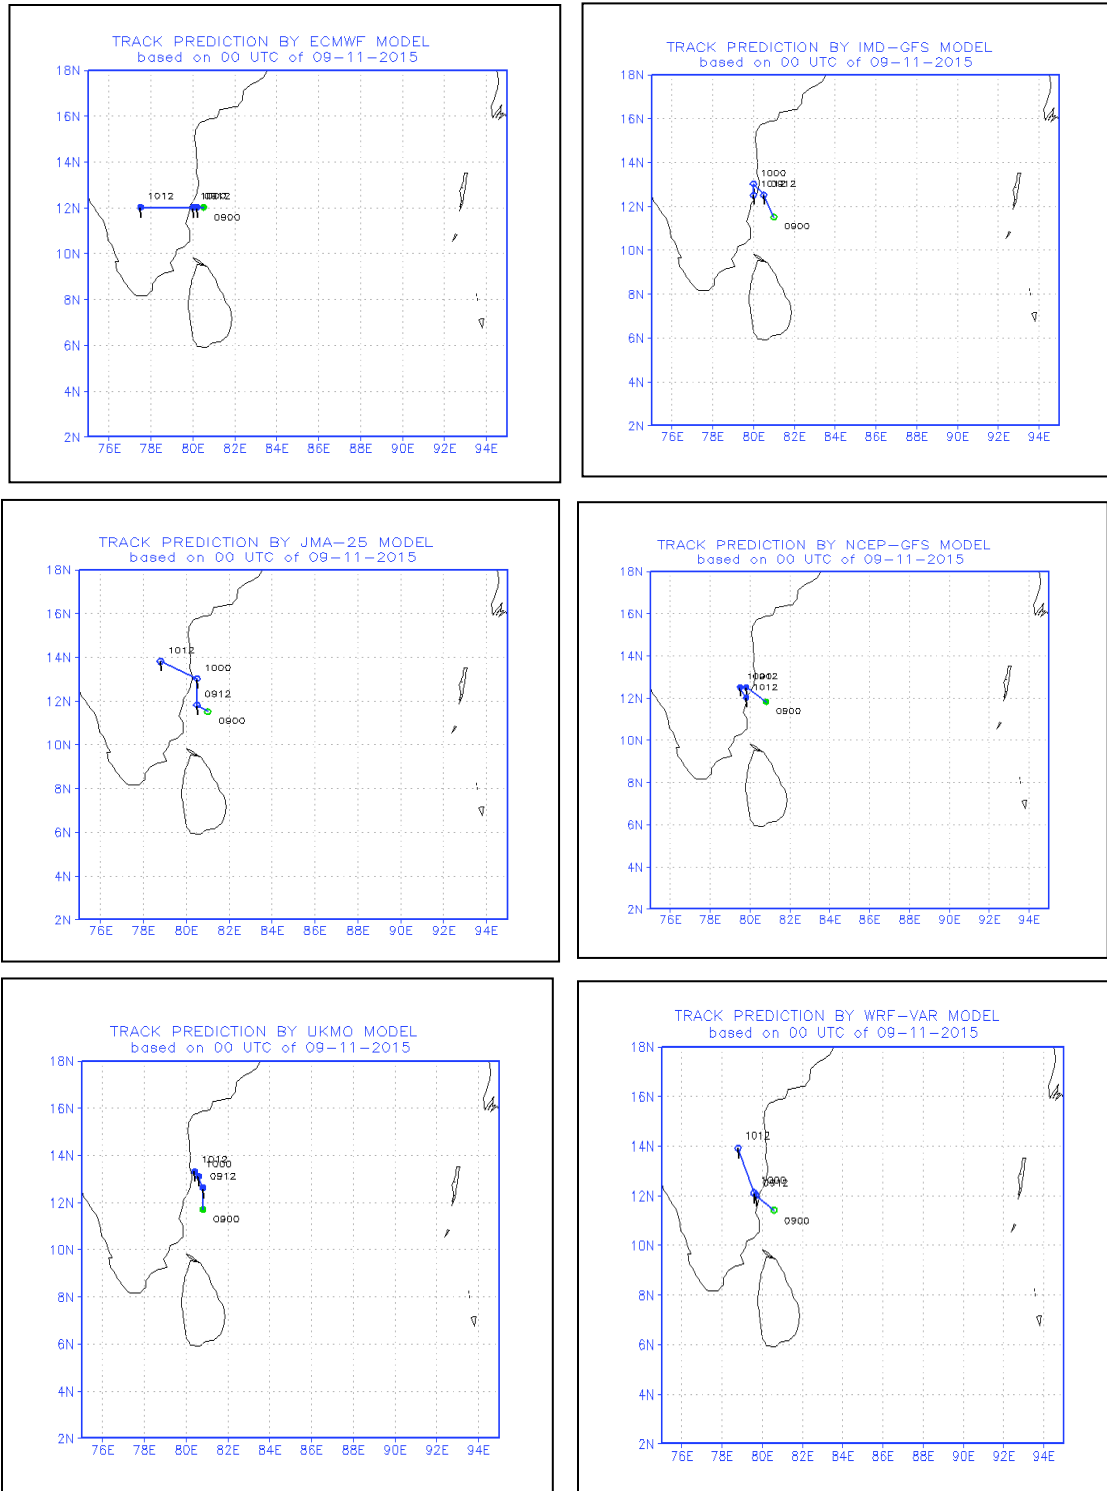 TRACK PREDICTION BY ECMWF MODEL
based on 00 UTC of 09-11-2015
18N
16N
14N
12N
10N
8N
6N
4N
2N
1012
0912
0900
76E 78E 80E 82E 84E 86E 88E 90E 92E 94E
TRACK PREDICTION BY IMD-GFS MODEL
based on 00 UTC of 09-11-2015
18N
16N
14N
12N
10N
8N
6N
4N
2N
1000
1012
0912
0900
76E 78E 80E 82E 84E 86E 88E 90E 92E 94E
TRACK PREDICTION BY JMA-25 MODEL
based on 00 UTC of 09-11-2015
18N
16N
14N
12N
10N
8N
6N
4N
2N
1012
1000
0912
0900
76E 78E 80E 82E 84E 86E 88E 90E 92E 94E
TRACK PREDICTION BY NCEP-GFS MODEL
based on 00 UTC of 09-11-2015
18N
16N
14N
12N
10N
8N
6N
4N
2N
1012
0900
76E 78E 80E 82E 84E 86E 88E 90E 92E 94E
TRACK PREDICTION BY UKMO MODEL
based on 00 UTC of 09-11-2015
18N
16N
14N
12N
10N
8N
6N
4N
2N
1012
1000
0912
0900
76E 78E 80E 82E 84E 86E 88E 90E 92E 94E
TRACK PREDICTION BY WRF-VAR MODEL
based on 00 UTC of 09-11-2015
18N
16N
14N
12N
10N
8N
6N
4N
2N
1012
1000
0912
0900
76E 78E 80E 82E 84E 86E 88E 90E 92E 94E